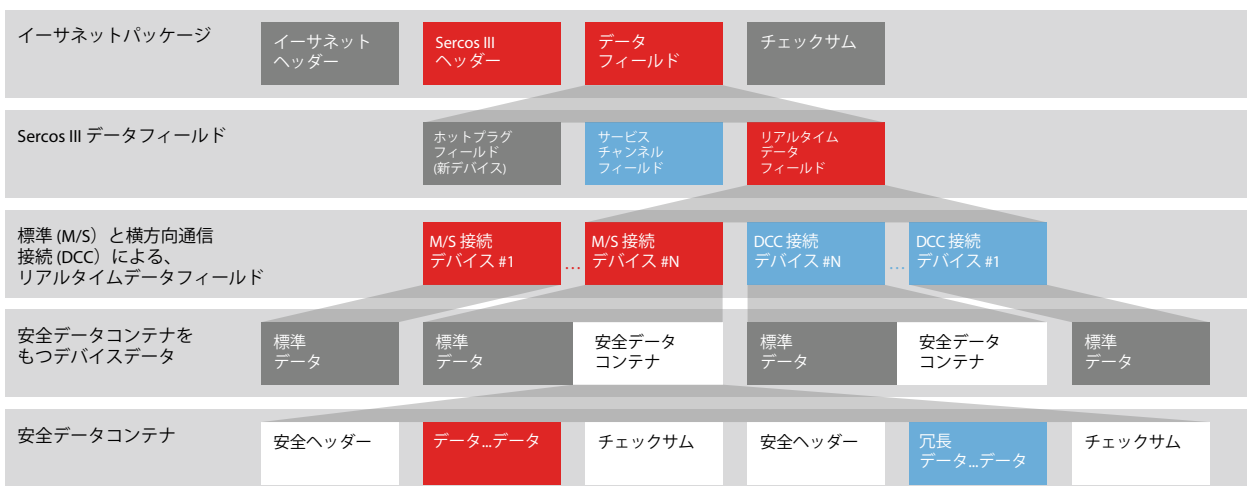 イーサネットパッケージ
イーサネット
ヘッダー
Sercos III
ヘッダー
データ
フィールド
チェックサム
Sercos III データフィールド
ホットプラグ
フィールド
(新デバイス)
サービス
チャンネル
フィールド
リアルタイム
データ
フィールド
標準 (M/S）と横方向通信
接続 (DCC）による、
リアルタイムデータフィールド
M/S 接続
デバイス #1
...
M/S 接続
デバイス #N
DCC 接続
デバイス #N
...
DCC 接続
デバイス #1
安全データコンテナを
もつデバイスデータ
標準
データ
標準
データ
安全データ
コンテナ
標準
データ
安全データ
コンテナ
標準
データ
安全データコンテナ
安全ヘッダー
データ...データ
チェックサム
安全ヘッダー
冗長
データ...データ
チェックサム